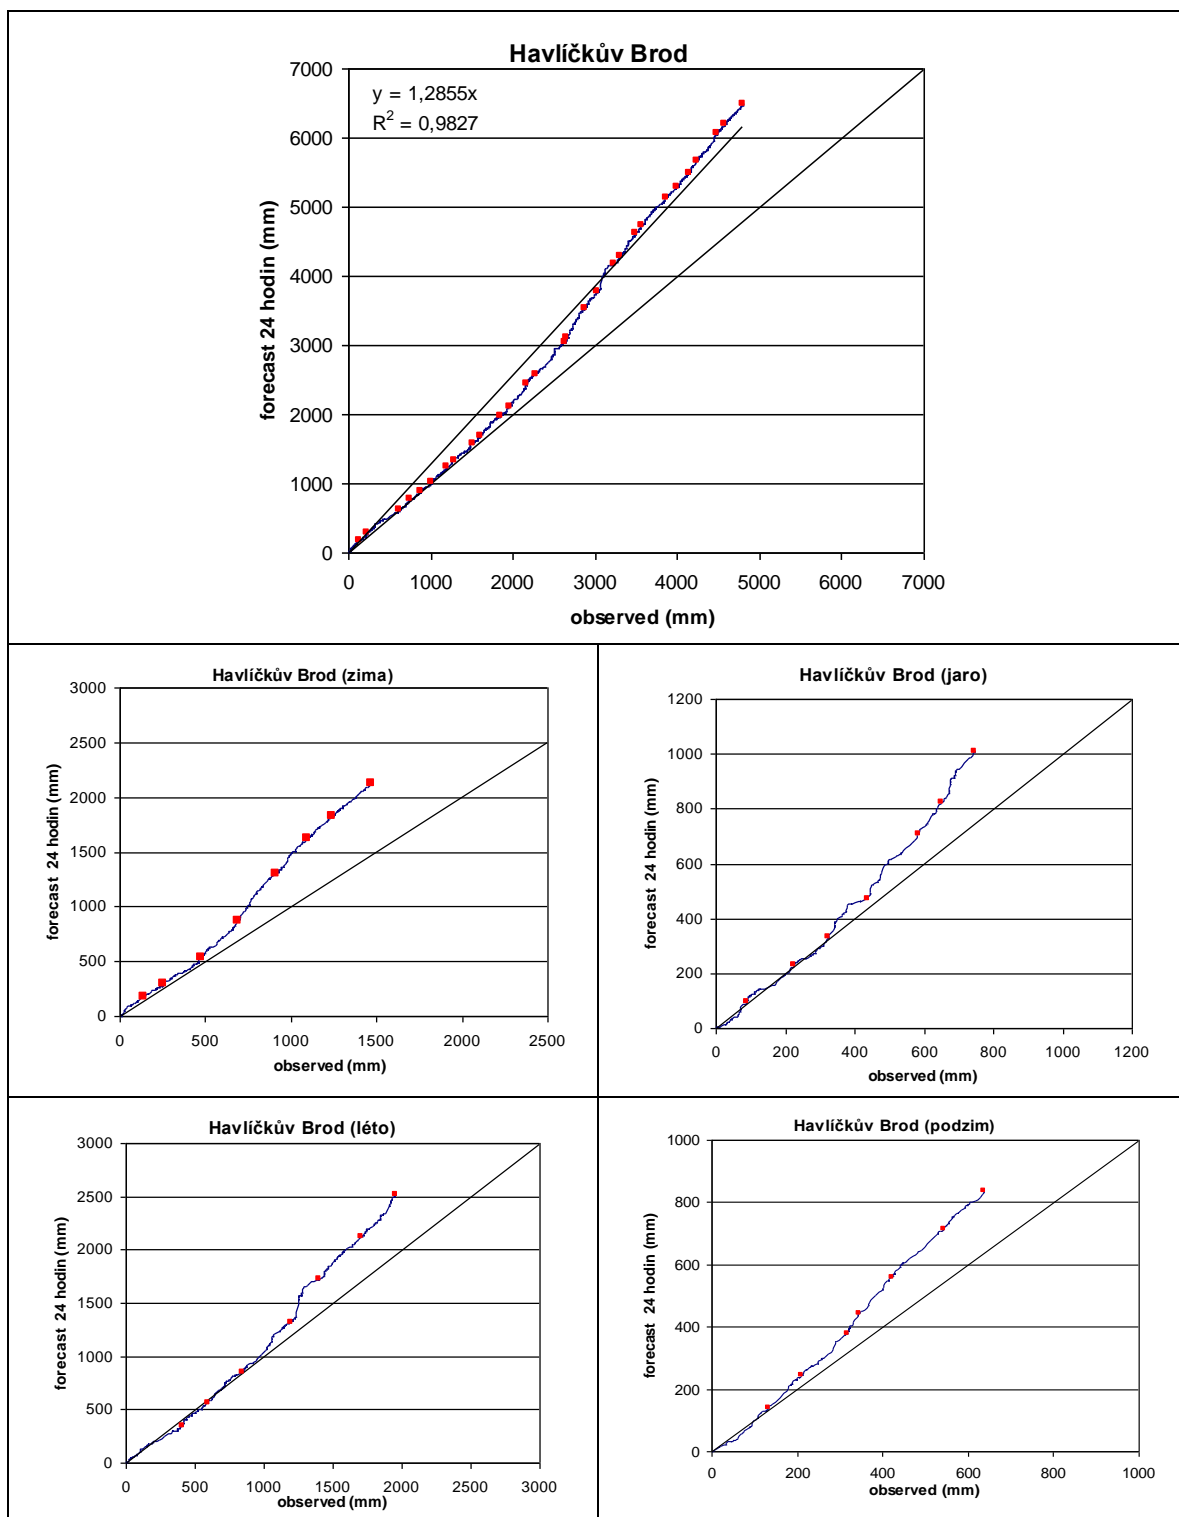 Havlíčkův Brod
y = 1,2855x
R² = 0,9827
7000
6000
5000
4000
3000
2000
1000
0
forecast 24 hodin (mm)
0 1000 2000 3000 4000 5000 6000 7000
observed (mm)
Havlíčkův Brod (zima)
3000
2500
2000
1500
1000
500
0
forecast 24 hodin (mm)
0 500 1000 1500 2000 2500
observed (mm)
Havlíčkův Brod (jaro)
1200
1000
800
600
400
200
0
forecast 24 hodin (mm)
0 200 400 600 800 1000 1200
observed (mm)
Havlíčkův Brod (léto)
3000
2500
2000
1500
1000
500
0
forecast 24 hodin (mm)
0 500 1000 1500 2000 2500 3000
observed (mm)
Havlíčkův Brod (podzim)
1000
800
600
400
200
0
forecast 24 hodin (mm)
0 200 400 600 800 1000
observed (mm)